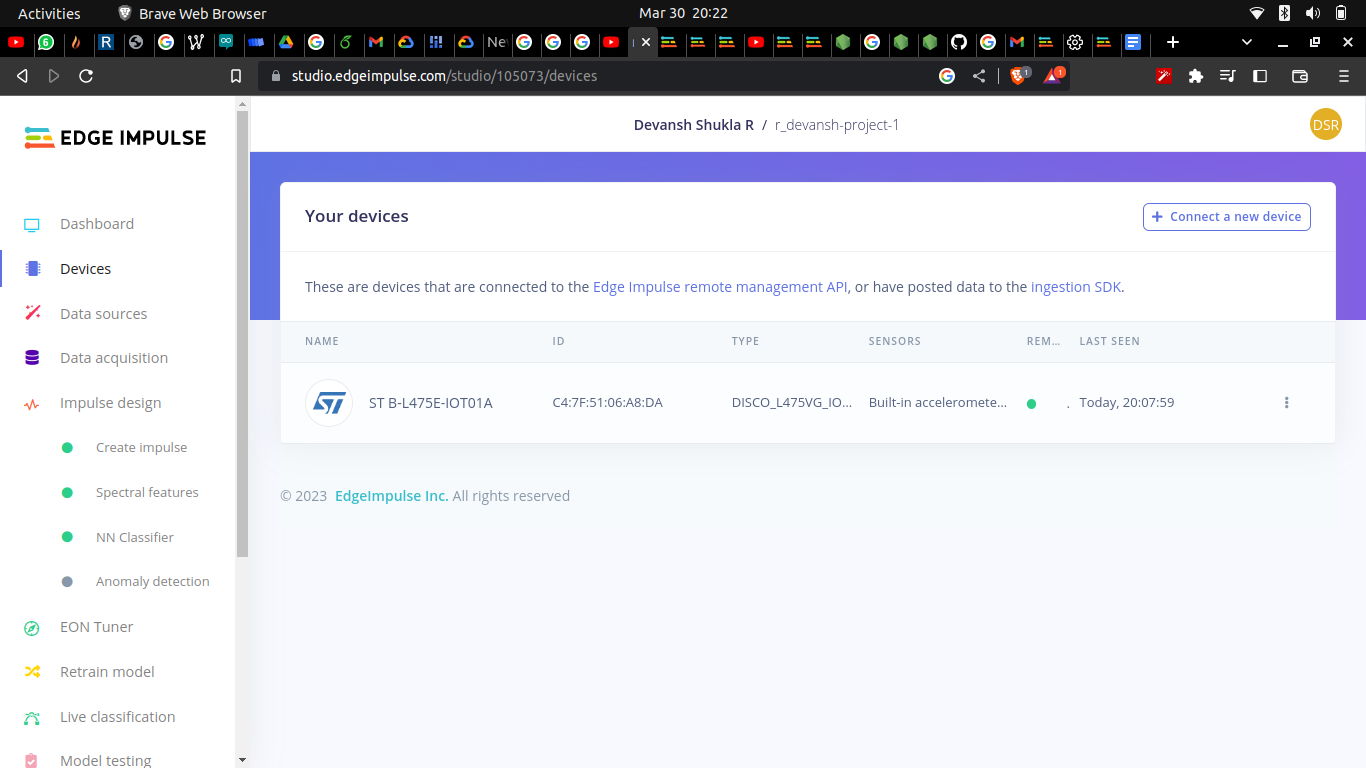 Activities
Brave Web Browser
Mar 30 20:22
Ne
studio.edgeimpulse.com/studio/105073/devices
1
1
EDGE IMPULSE
Devansh Shukla R / r_devansh-project-1
DSR
Dashboard
Devices
Data sources
Data acquisition
Impulse design
Create impulse
Spectral features
NN Classifier
Anomaly detection
EON Tuner
Retrain model
Live classification
Model testing
Your devices
+ Connect a new device
These are devices that are connected to the Edge Impulse remote management API, or have posted data to the ingestion SDK.
NAME ID TYPE SENSORS REM... LAST SEEN
ST ST B-L475E-IOT01A C4:7F:51:06:A8:DA DISCO_L475VG_IO... Built-in acceleromete... . Today, 20:07:59
© 2023 EdgeImpulse Inc. All rights reserved